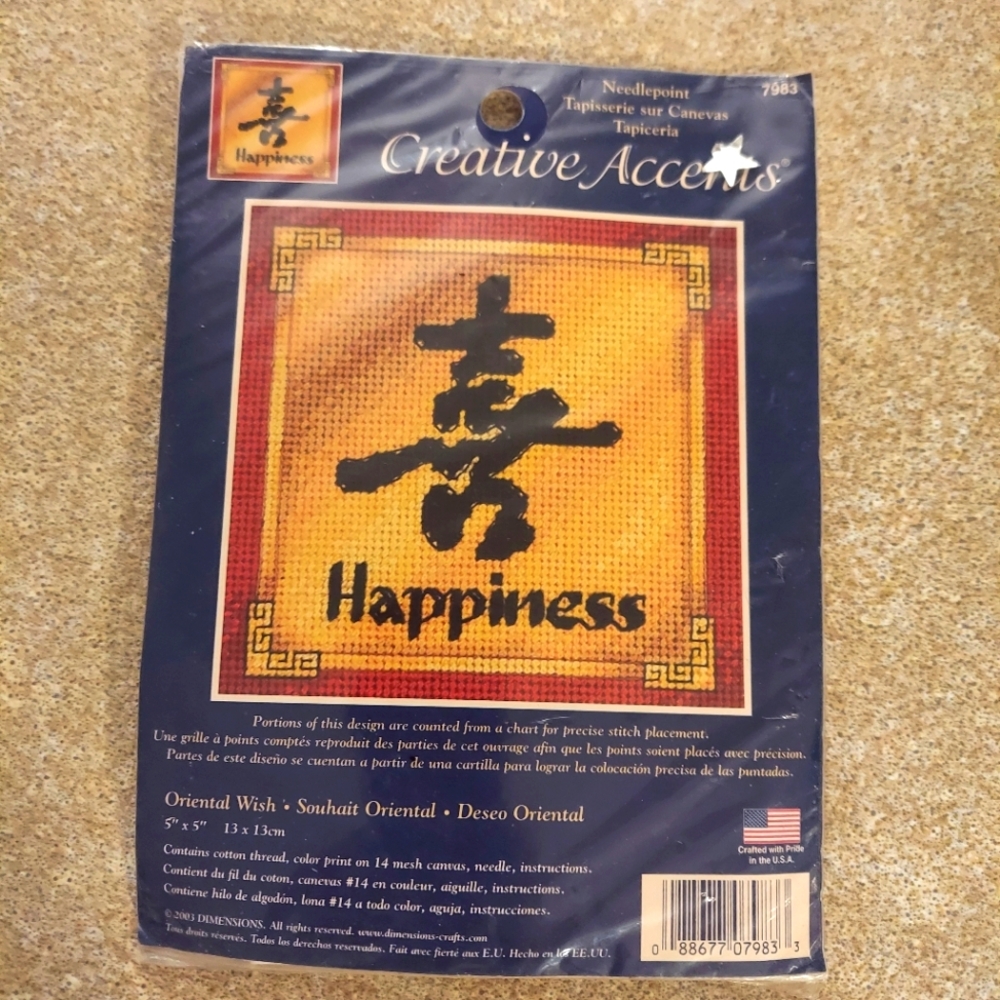 喜
Happiness
Needlepoint
Tapisserie sur Canevas
Tapicería
7983
Creative Accents®
喜
Happiness
Portions of this design are counted from a chart for precise stitch placement.
Une grille à points comptés reproduit des parties de cet ouvrage afin que les points soient placés avec précision.
Partes de este diseño se cuentan a partir de una cartilla para lograr la colocación precisa de las puntadas.
Oriental Wish • Souhait Oriental • Deseo Oriental
5" x 5" 13 x 13cm
Contains cotton thread, color print on 14 mesh canvas, needle, instructions.
Contient du fil du coton, canevas #14 en couleur, aiguille, instructions.
Contiene hilo de algodón, lona #14 a todo color, aguja, instrucciones.
©2003 DIMENSIONS. All rights reserved. www.dimensions-crafts.com
Tous droits réservés. Todos los derechos reservados. Fait avec fierté aux E.U. Hecho en los EE.UU.
Crafted with Pride
in the U.S.A.
0 88677 07983 3